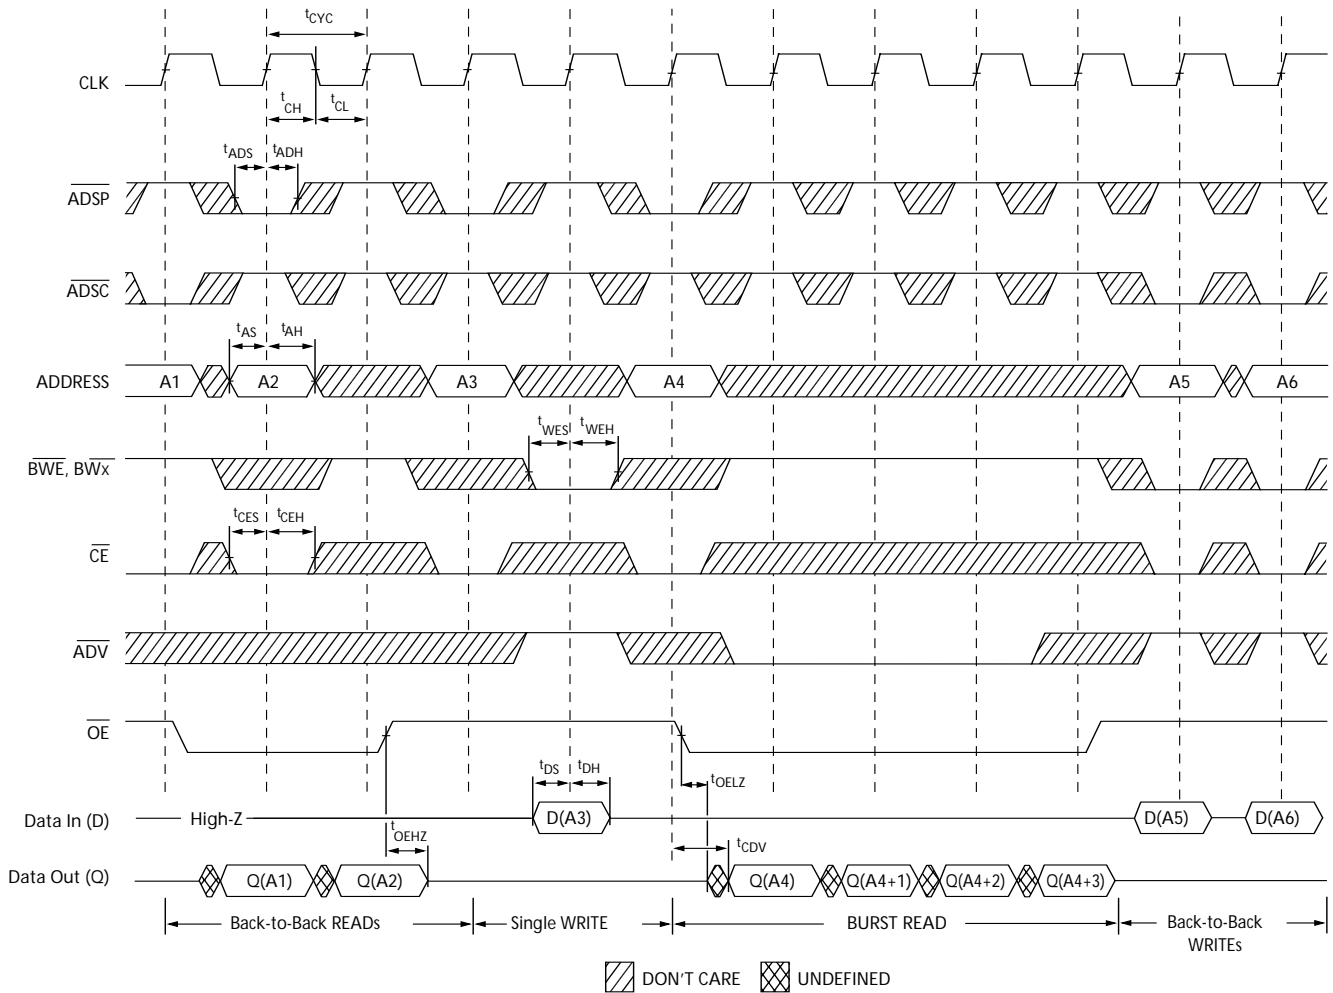 tCYC
CLK
tCH tCL
tADS tADH
ADSP
ADSC
tAS tAH
ADDRESS A1 A2 A3 A4 A5 A6
tWES tWEH
BWE, BWx
tCES tCEH
CE
ADV
OE
tDS tDH tOELZ
Data In (D) High-Z D(A3) D(A5) D(A6)
tOEHZ tCDV
Data Out (Q) Q(A1) Q(A2) Q(A4) Q(A4+1) Q(A4+2) Q(A4+3)
Back-to-Back READs Single WRITE BURST READ Back-to-Back
WRITEs
DON'T CARE UNDEFINED